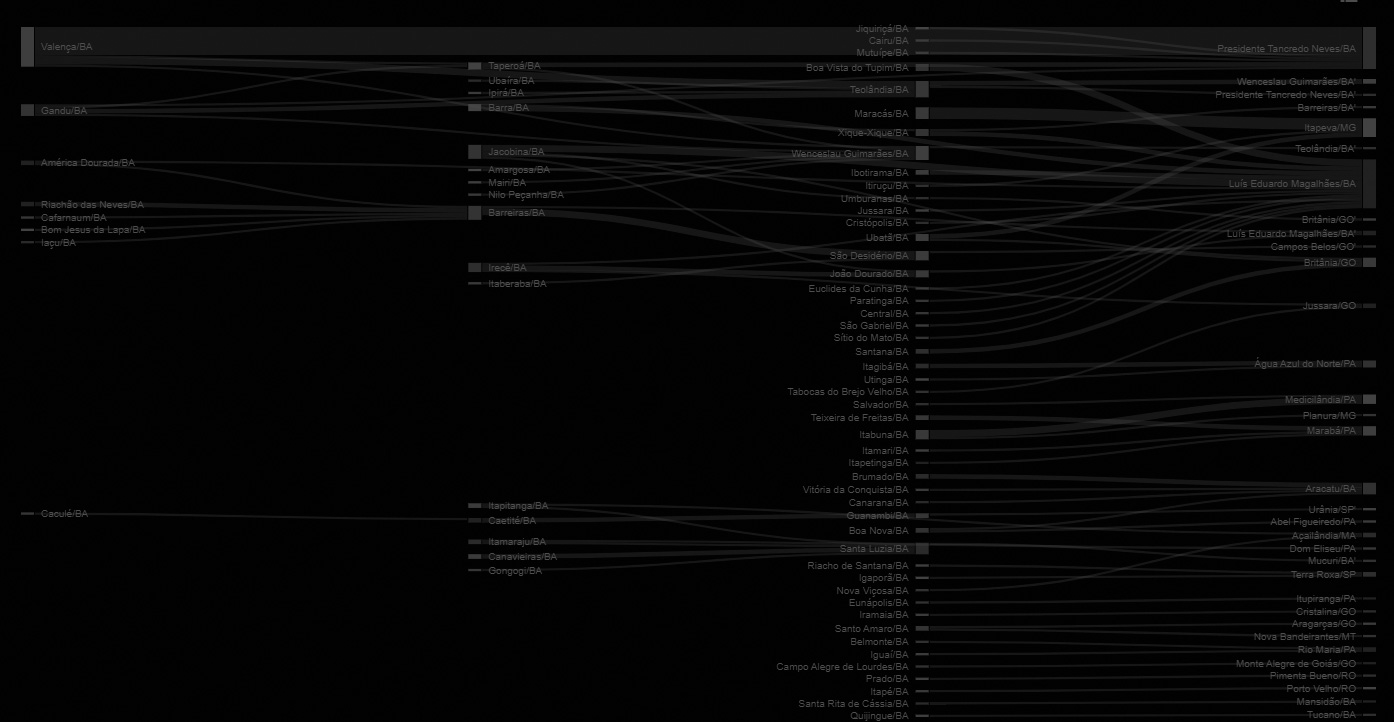 Valença/BA
Gandu/BA
América Dourada/BA
Riachão das Neves/BA
Cafarnaum/BA
Bom Jesus da Lapa/BA
Iaçu/BA
Caculé/BA
Taperoá/BA
Ubaíra/BA
Ipirá/BA
Barra/BA
Jacobina/BA
Amargosa/BA
Mairi/BA
Nilo Peçanha/BA
Barreiras/BA
Irecê/BA
Itaberaba/BA
Itapitanga/BA
Caetité/BA
Itamaraju/BA
Canavieiras/BA
Gongogi/BA
Jiquiriçá/BA
Cairu/BA
Mutuípe/BA
Boa Vista do Tupim/BA
Teolândia/BA
Maracás/BA
Xique-Xique/BA
Wenceslau Guimarães/BA
Ibotirama/BA
Itiruçu/BA
Umburanas/BA
Jussara/BA
Cristópolis/BA
Ubatã/BA
São Desidério/BA
João Dourado/BA
Euclides da Cunha/BA
Paratinga/BA
Central/BA
São Gabriel/BA
Sítio do Mato/BA
Santana/BA
Itagibá/BA
Utinga/BA
Tabocas do Brejo Velho/BA
Salvador/BA
Teixeira de Freitas/BA
Itabuna/BA
Itamari/BA
Itapetinga/BA
Brumado/BA
Vitória da Conquista/BA
Canarana/BA
Guanambi/BA
Boa Nova/BA
Santa Luzia/BA
Riacho de Santana/BA
Igaporã/BA
Nova Viçosa/BA
Eunápolis/BA
Iramaia/BA
Santo Amaro/BA
Belmonte/BA
Iguaí/BA
Campo Alegre de Lourdes/BA
Prado/BA
Itapé/BA
Santa Rita de Cássia/BA
Quijingue/BA
Presidente Tancredo Neves/BA
Wenceslau Guimarães/BA'
Presidente Tancredo Neves/BA'
Barreiras/BA'
Itapeva/MG
Teolândia/BA'
Luís Eduardo Magalhães/BA
Britânia/GO'
Luís Eduardo Magalhães/BA'
Campos Belos/GO'
Britânia/GO
Jussara/GO
Água Azul do Norte/PA
Medicilândia/PA
Planura/MG
Marabá/PA
Aracatu/BA
Urânia/SP'
Abel Figueiredo/PA
Açailândia/MA
Dom Eliseu/PA
Mucuri/BA'
Terra Roxa/SP
Itupiranga/PA
Cristalina/GO
Aragarças/GO
Nova Bandeirantes/MT
Rio Maria/PA
Monte Alegre de Goiás/GO
Pimenta Bueno/RO
Porto Velho/RO
Mansidão/BA
Tucano/BA